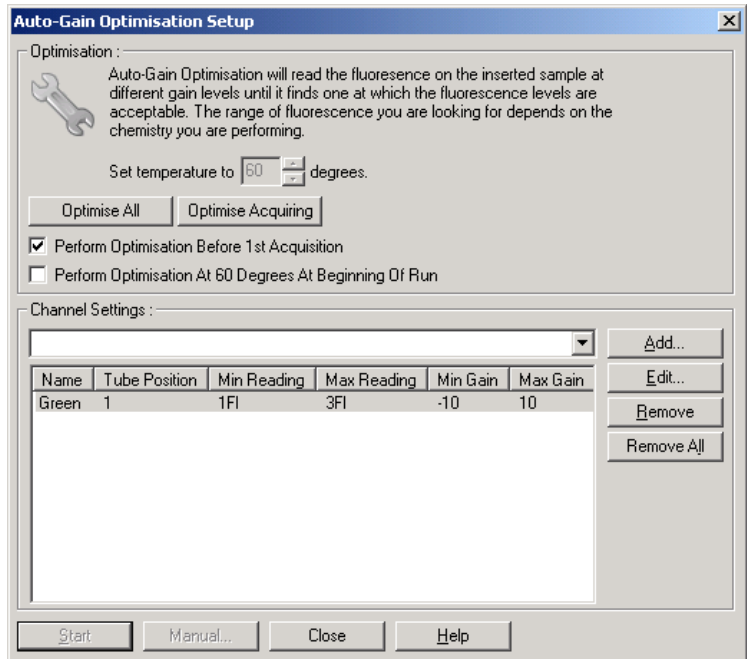 Auto-Gain Optimisation Setup
Optimisation :
Auto-Gain Optimisation will read the fluoresence on the inserted sample at
different gain levels until it finds one at which the fluorescence levels are
acceptable. The range of fluorescence you are looking for depends on the
chemistry you are performing.
Set temperature to 60 degrees.
Optimise All Optimise Acquiring
Perform Optimisation Before 1st Acquisition
Perform Optimisation At 60 Degrees At Beginning Of Run
Channel Settings :
Add...
Name Tube Position Min Reading Max Reading Min Gain Max Gain Edit...
Green 1 1Fl 3Fl -10 10
Remove
Remove All
Start Manual... Close Help